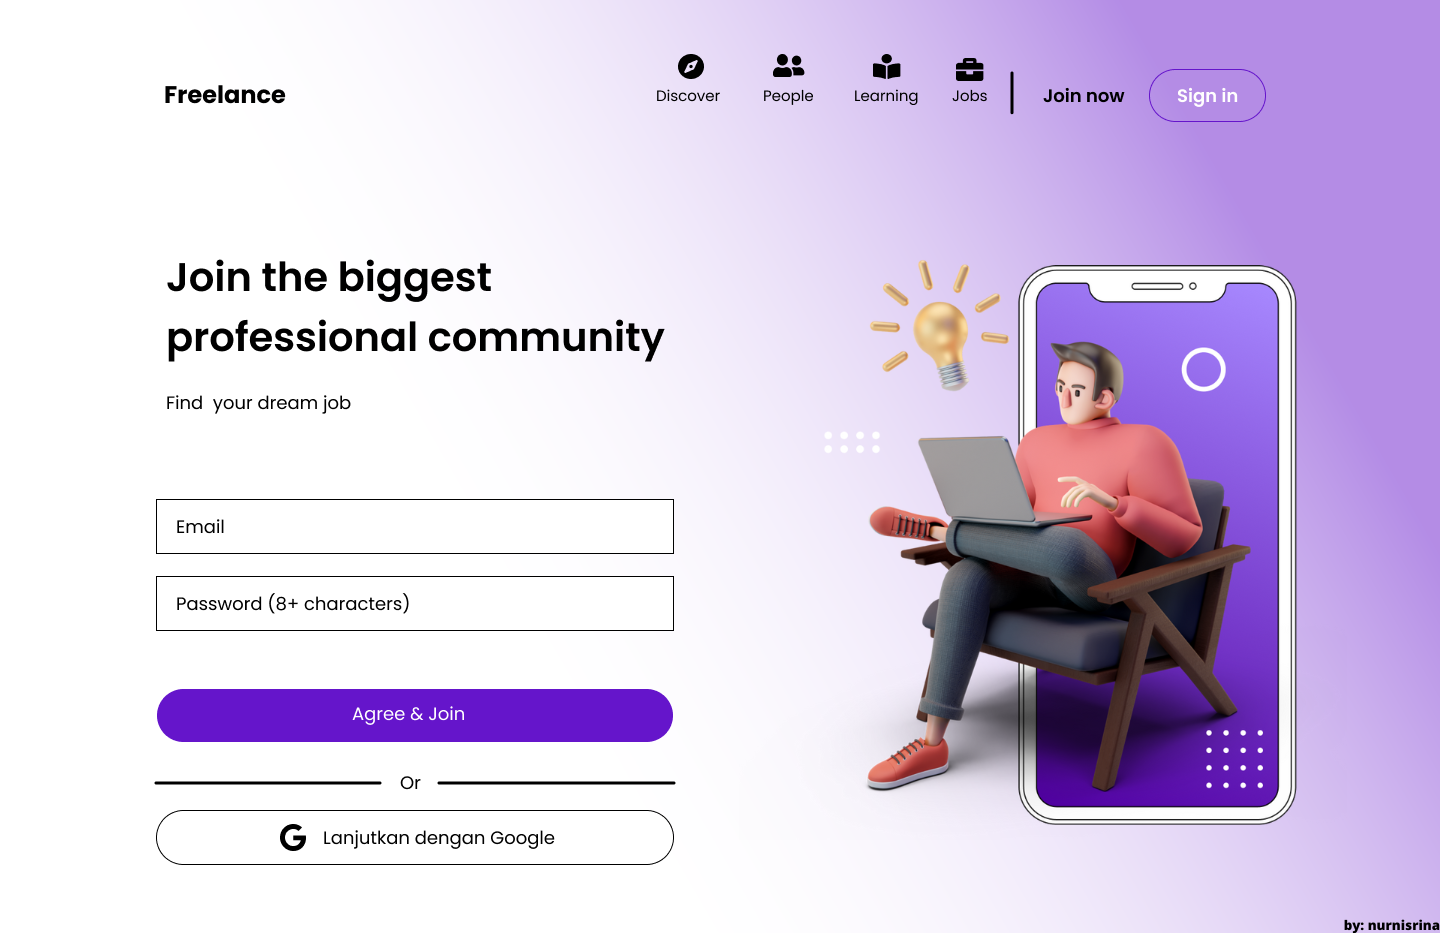 Freelance
Discover
People
Learning
Jobs
Join now
Sign in
Join the biggest
professional community
Find  your dream job
Email
Password (8+ characters)
Agree & Join
Or
G
Lanjutkan dengan Google
by: nurnisrina